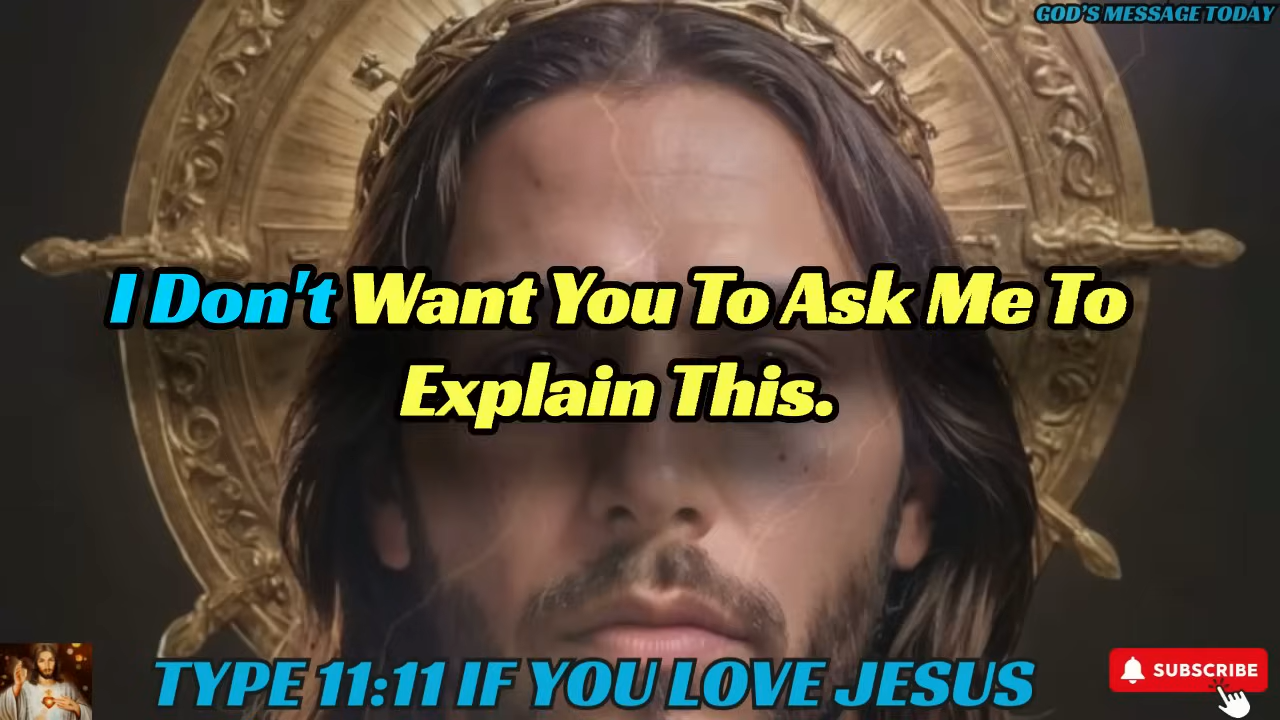 GOD'S MESSAGE TODAY
I Don't Want You To Ask Me To
Explain This.
TYPE 11:11 IF YOU LOVE JESUS
SUBSCRIBE